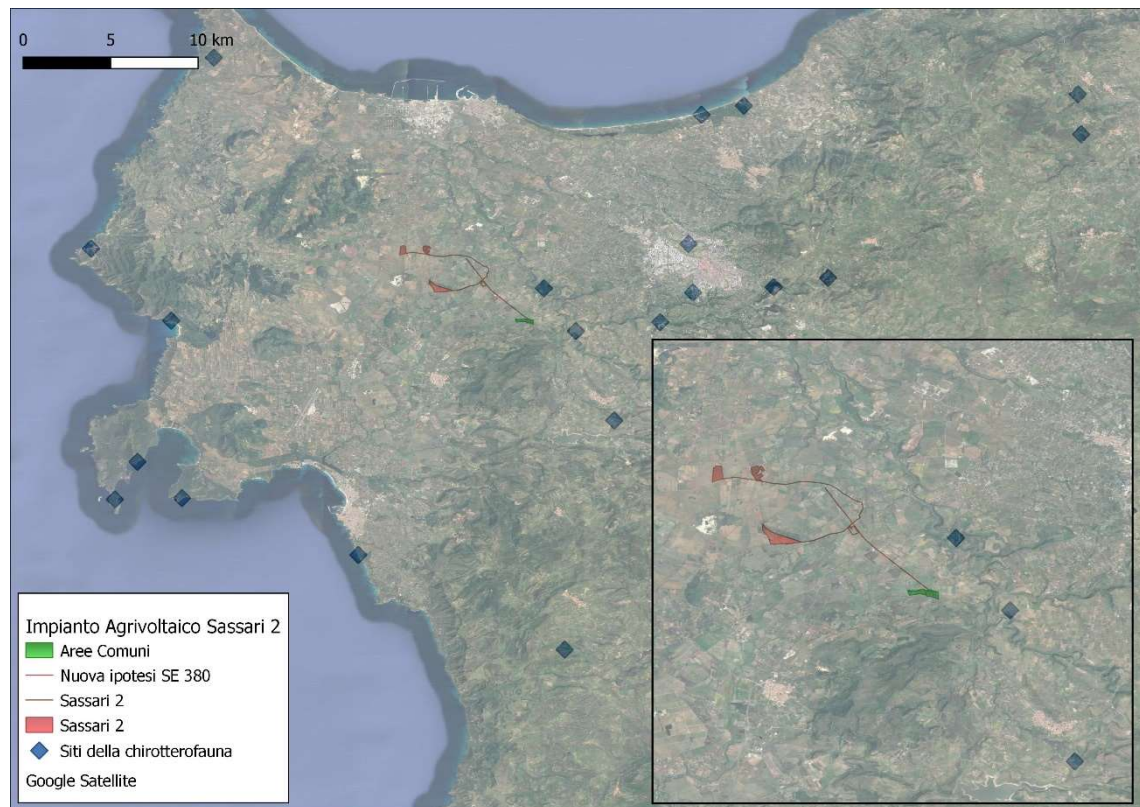 0 5 10 km
Impianto Agrivoltaico Sassari 2
Aree Comuni
Nuova ipotesi SE 380
Sassari 2
Sassari 2
Siti della chirotterofauna
Google Satellite